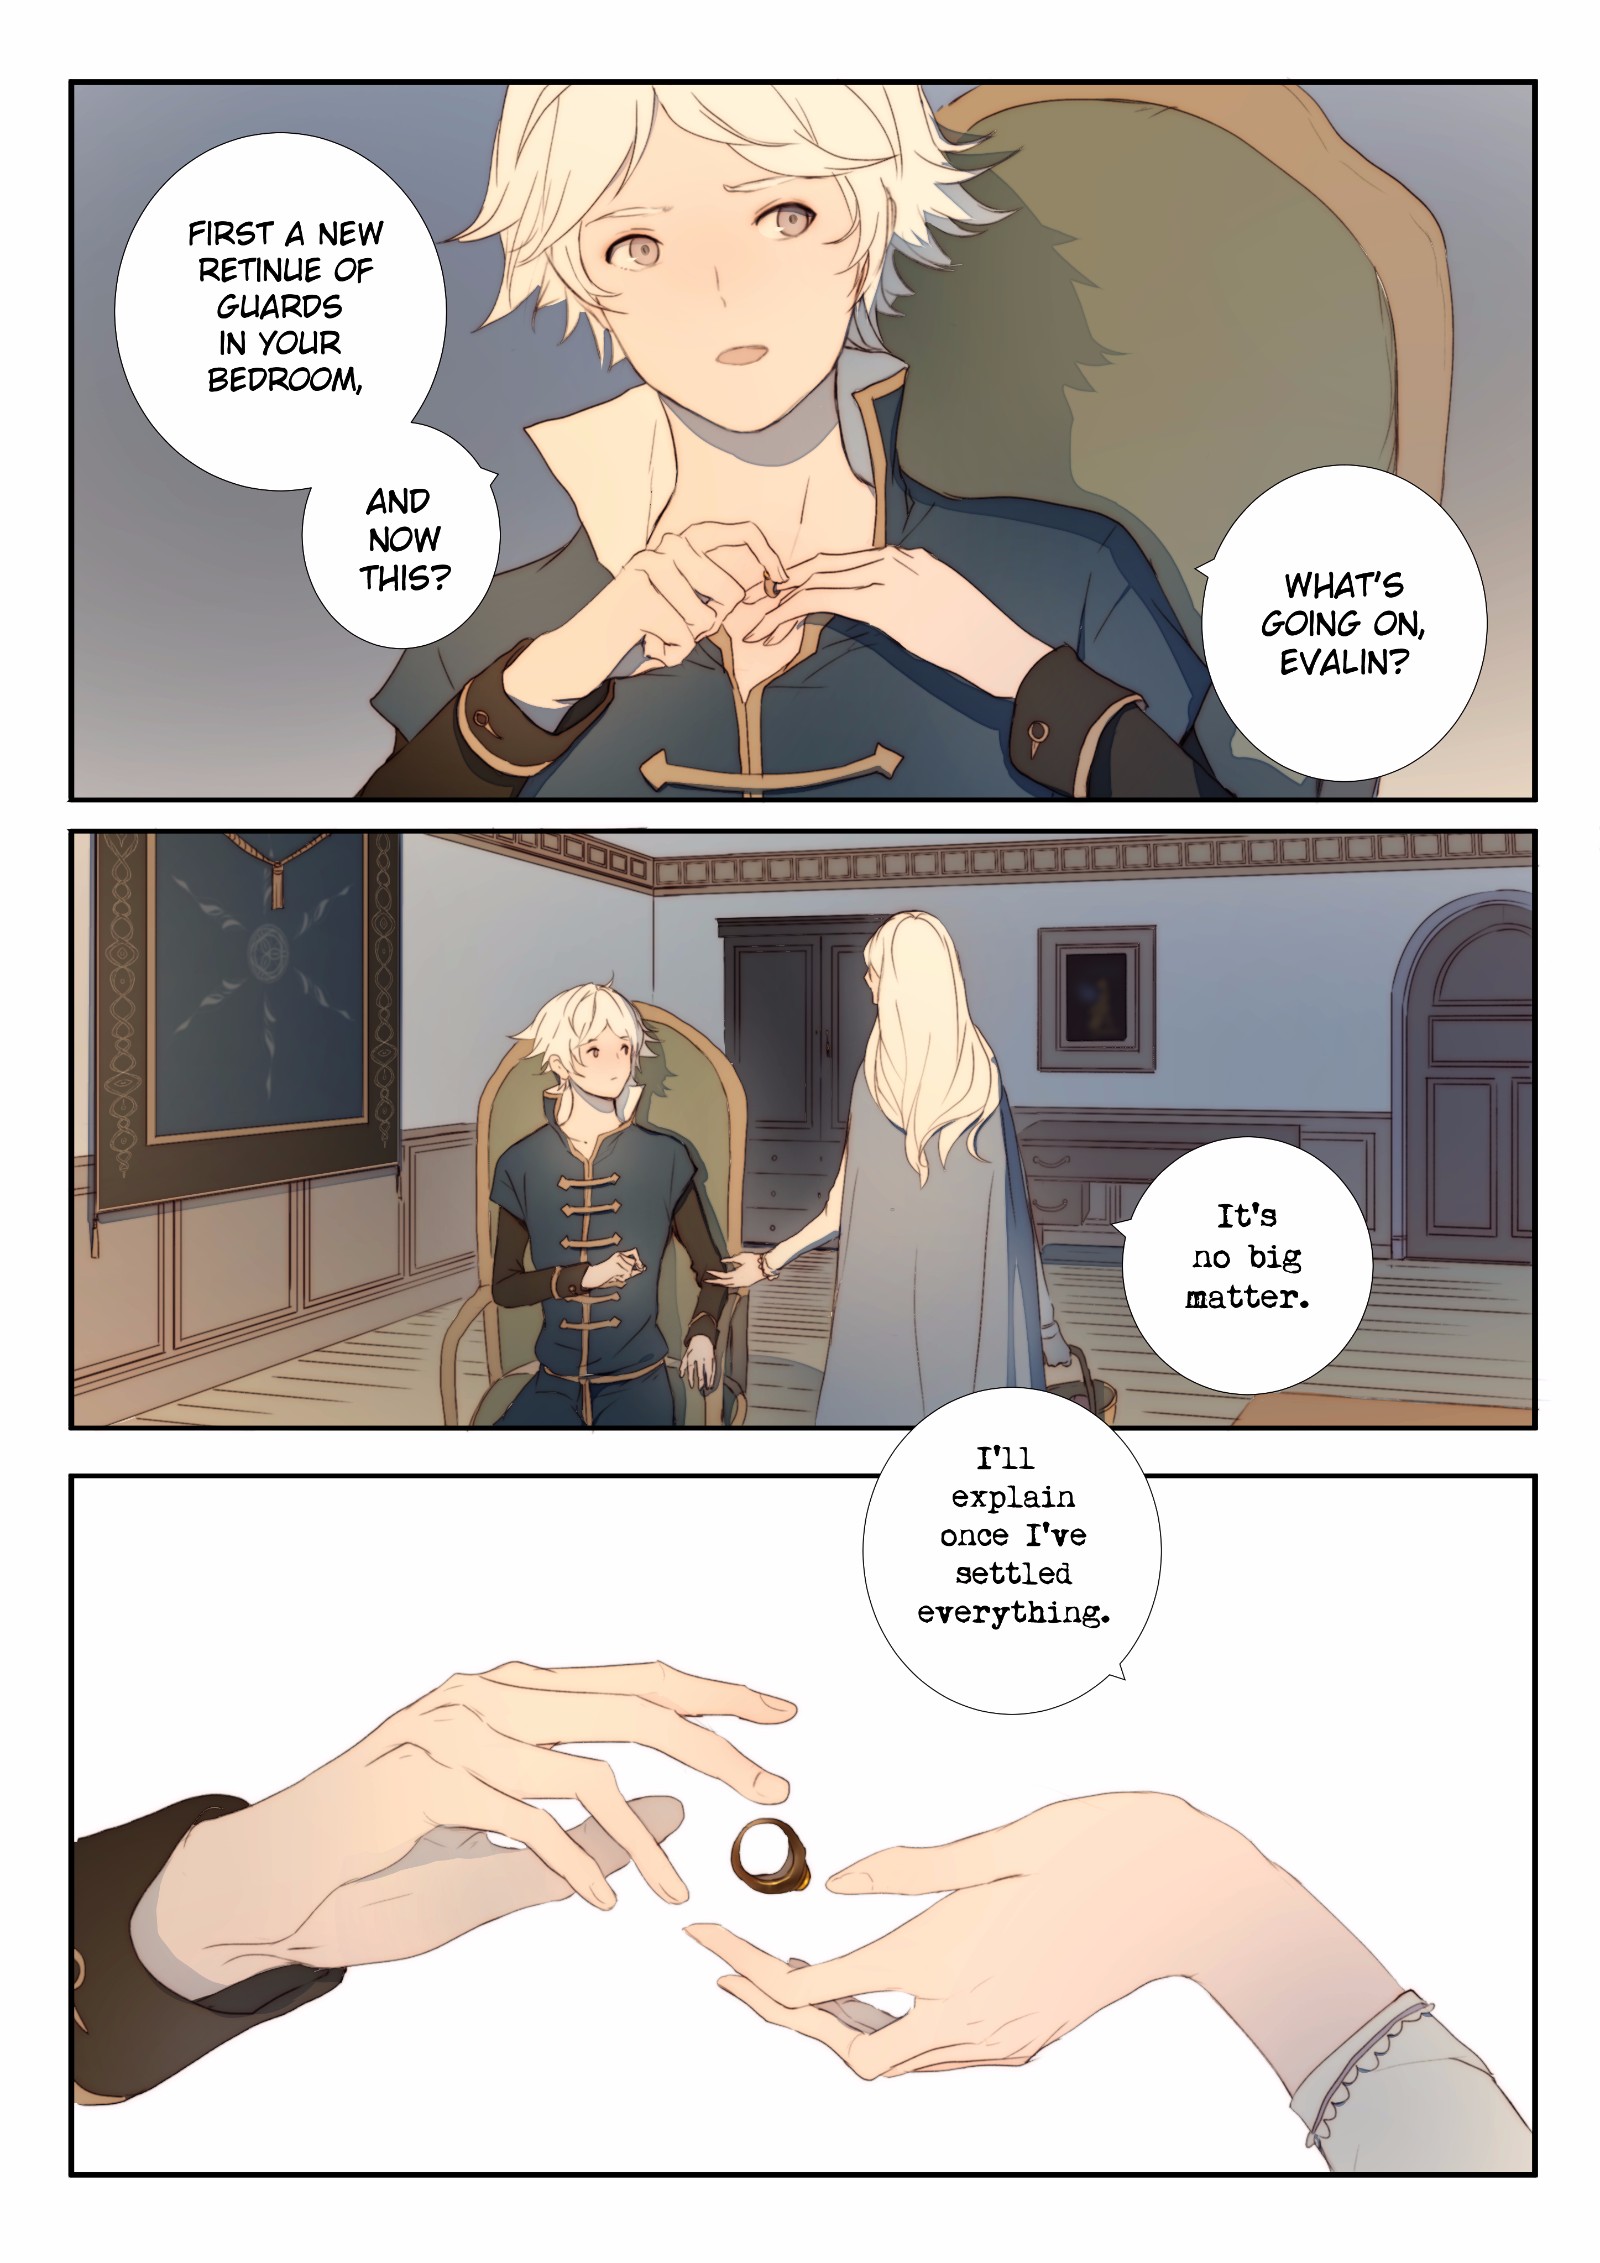 FIRST A NEW
RETINUE OF
GUARDS
IN YOUR
BEDROOM,
AND
NOW
THIS?
WHAT'S
GOING ON,
EVALIN?
It's
no big
matter.
I'll
explain
once I've
settled
everything.